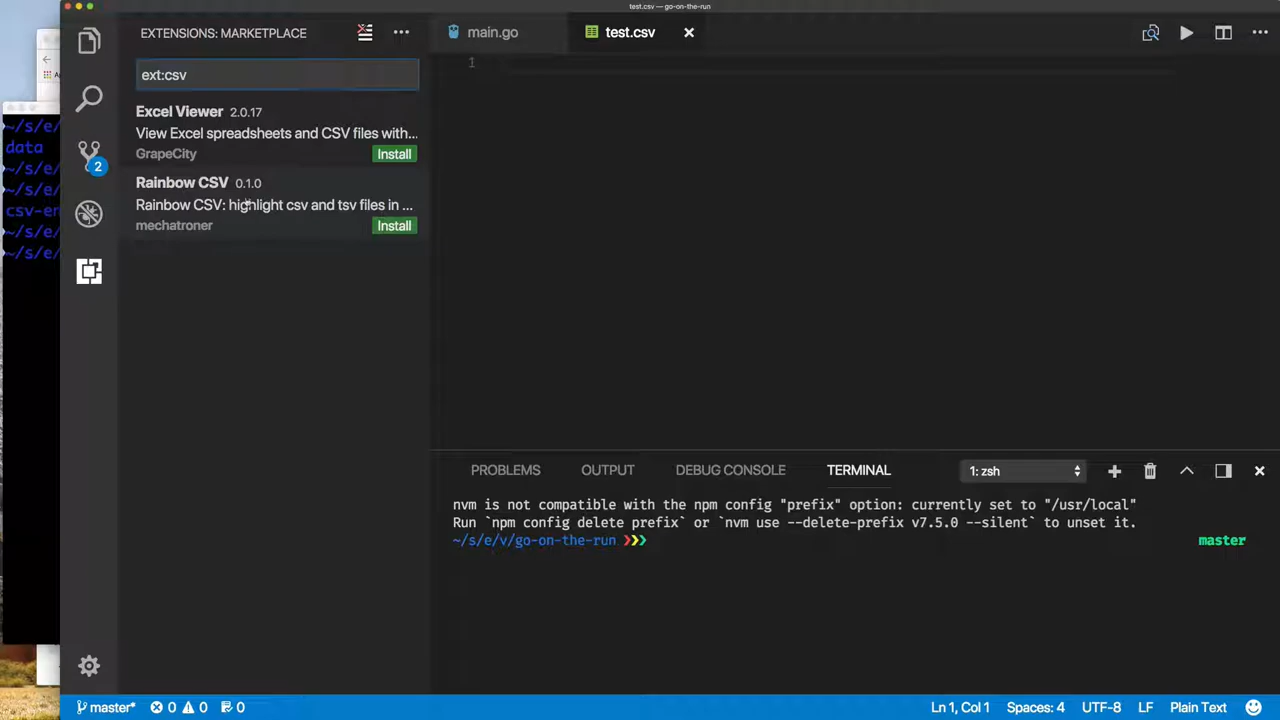 test.csv — go-on-the-run
EXTENSIONS: MARKETPLACE
main.go
test.csv
ext:csv
1
Excel Viewer 2.0.17
View Excel spreadsheets and CSV files with...
GrapeCity
Install
Rainbow CSV 0.1.0
Rainbow CSV: highlight csv and tsv files in ...
mechatroner
Install
~/s/e/
data
~/s/e/
csv-en
~/s/e/
~/s/e/
2
PROBLEMS
OUTPUT
DEBUG CONSOLE
TERMINAL
1: zsh
nvm is not compatible with the npm config "prefix" option: currently set to "/usr/local"
Run `npm config delete prefix` or `nvm use --delete-prefix v7.5.0 --silent` to unset it.
~/s/e/v/go-on-the-run ❯❯❯
master
master*
0
0
0
Ln 1, Col 1
Spaces: 4
UTF-8
LF
Plain Text